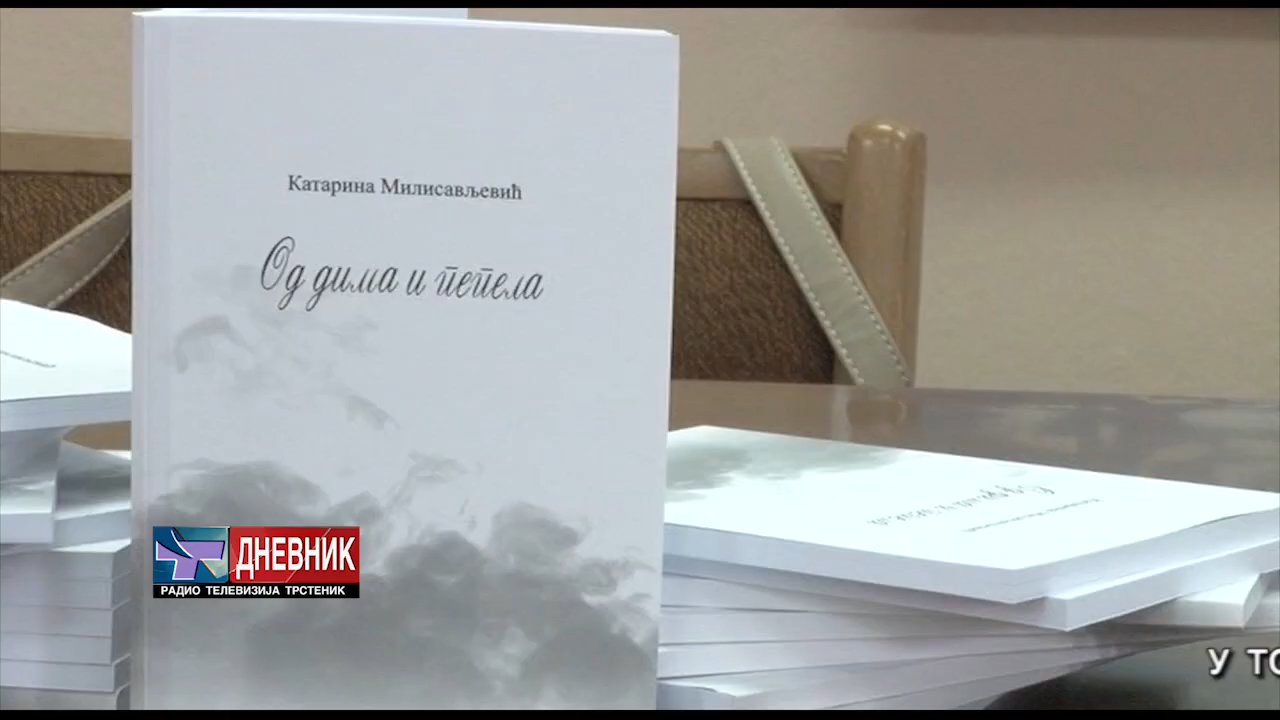 Катарина Милисављевић
Од дима и пепела
ДНЕВНИК
РАДИО ТЕЛЕВИЗИЈА ТРСТЕНИК
У